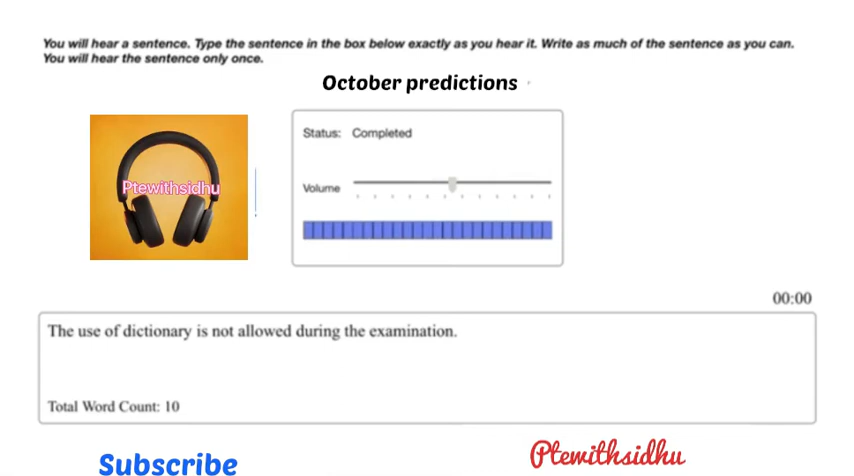 You will hear a sentence. Type the sentence in the box below exactly as you hear it. Write as much of the sentence as you can.
You will hear the sentence only once.
October predictions
Status: Completed
Ptewithsidhu
Volume
00:00
The use of dictionary is not allowed during the examination.
Total Word Count: 10
Subscribe
Ptewithsidhu